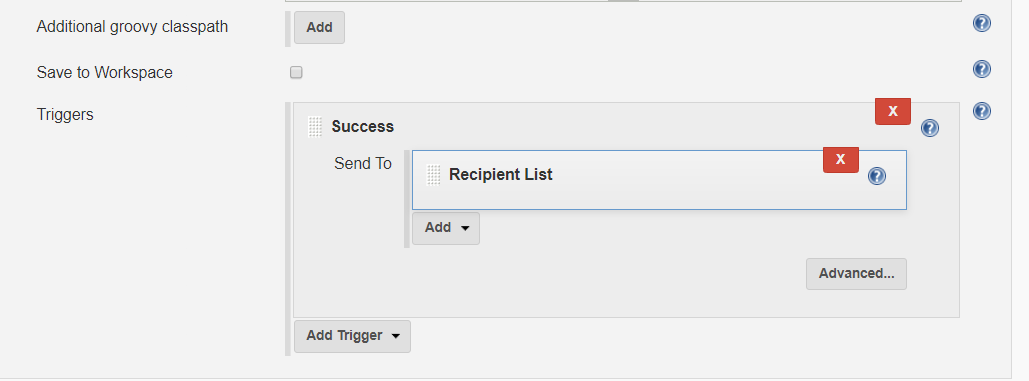 Additional groovy classpath
Add
?
Save to Workspace
?
Triggers
X
?
Success
?
Send To
X
Recipient List
?
Add
Advanced...
Add Trigger